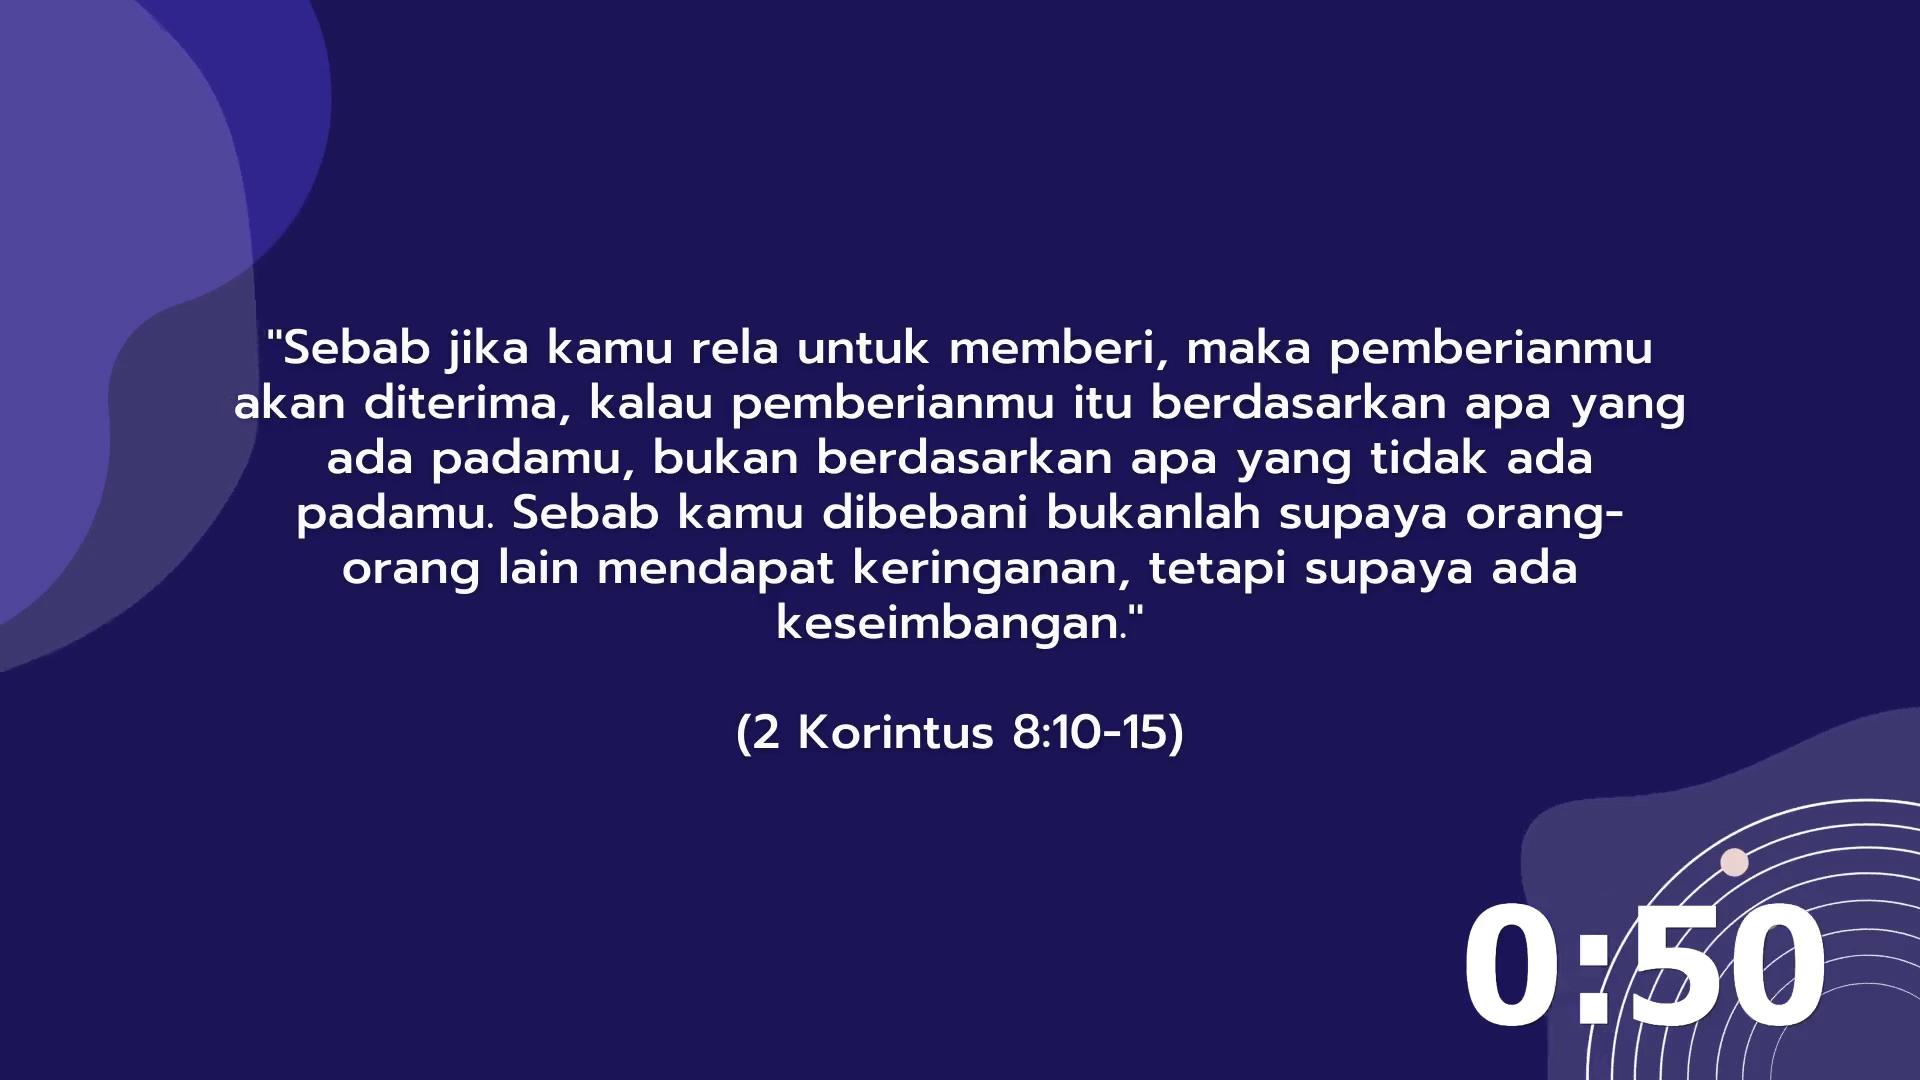 "Sebab jika kamu rela untuk memberi, maka pemberianmu
akan diterima, kalau pemberianmu itu berdasarkan apa yang
ada padamu, bukan berdasarkan apa yang tidak ada
padamu. Sebab kamu dibebani bukanlah supaya orang-
orang lain mendapat keringanan, tetapi supaya ada
keseimbangan."
(2 Korintus 8:10-15)
0:50